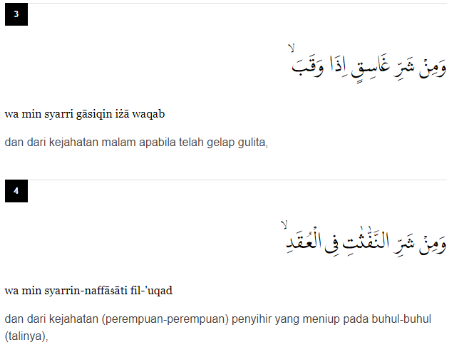 3
وَمِنْ شَرِّ غَاسِقٍ اِذَا وَقَبَۙ
wa min syarri gāsiqin iżā waqab
dan dari kejahatan malam apabila telah gelap gulita,
4
وَمِنْ شَرِّ النَّفّٰثٰتِ فِى الْعُقَدِۙ
wa min syarrin-naffāsāti fil-'uqad
dan dari kejahatan (perempuan-perempuan) penyihir yang meniup pada buhul-buhul
(talinya),